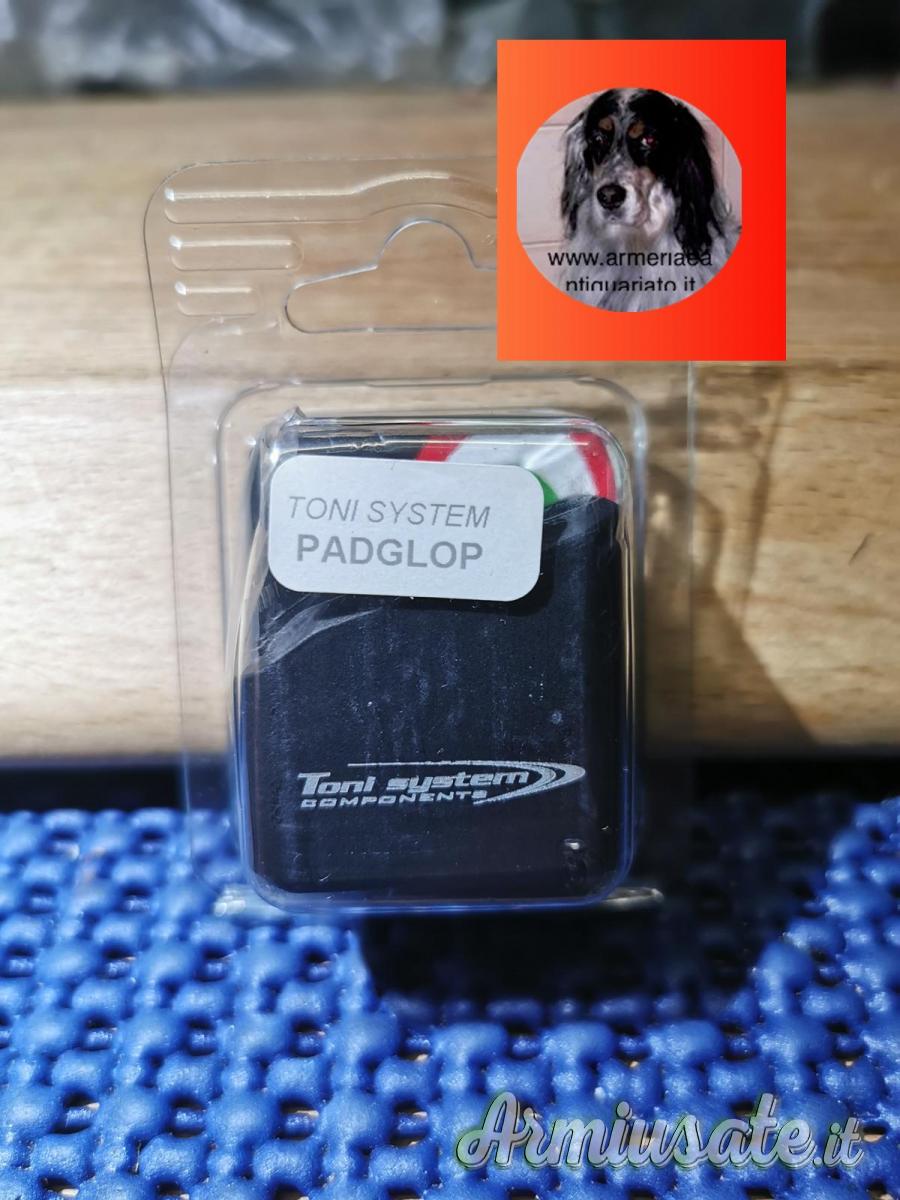 www.armeriaea
ntiquariato.it
TONI SYSTEM
PADGLOP
Toni system
COMPONENTS
Armiusate.it